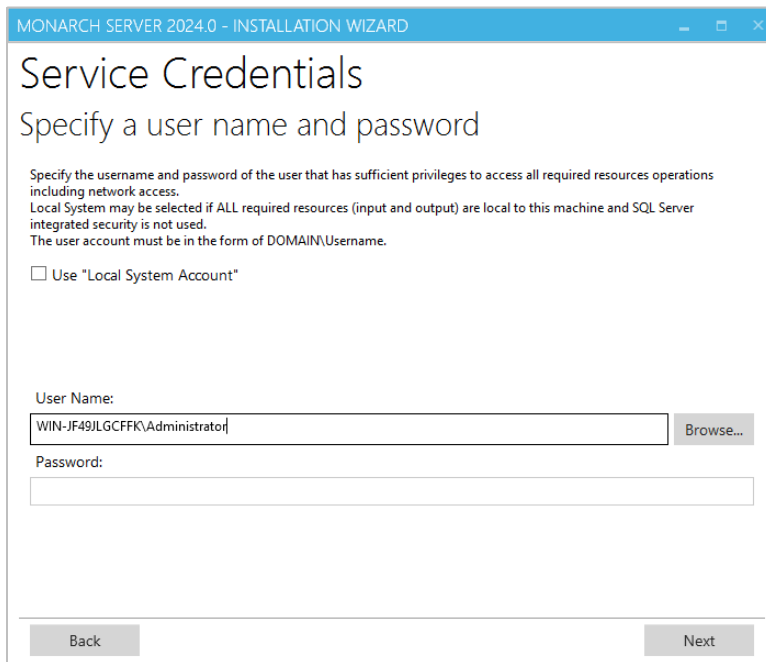 MONARCH SERVER 2024.0 - INSTALLATION WIZARD
Service Credentials
Specify a user name and password
Specify the username and password of the user that has sufficient privileges to access all required resources operations
including network access.
Local System may be selected if ALL required resources (input and output) are local to this machine and SQL Server
integrated security is not used.
The user account must be in the form of DOMAIN\Username.
Use "Local System Account"
User Name:
WIN-JF49JLGCFFK\Administrator
Browse...
Password:
Back
Next